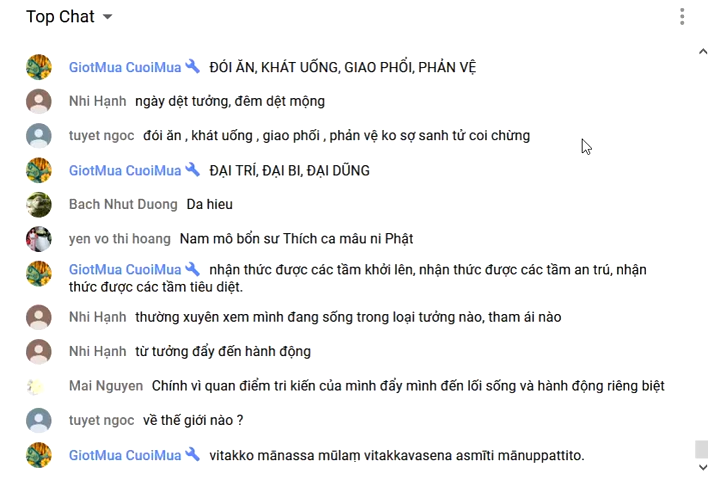 Top Chat
GiotMua CuoiMua ĐÓI ĂN, KHÁT UỐNG, GIAO PHỔI, PHẢN VỆ
Nhi Hạnh ngày dệt tưởng, đêm dệt mộng
tuyet ngoc đói ăn , khát uống , giao phối , phản vệ ko sợ sanh tử coi chừng
GiotMua CuoiMua ĐẠI TRÍ, ĐẠI BI, ĐẠI DŨNG
Bach Nhut Duong Da hieu
yen vo thi hoang Nam mô bổn sư Thích ca mâu ni Phật
GiotMua CuoiMua nhận thức được các tầm khởi lên, nhận thức được các tầm an trú, nhận
thức được các tầm tiêu diệt.
Nhi Hạnh thường xuyên xem mình đang sống trong loại tưởng nào, tham ái nào
Nhi Hạnh từ tưởng đẩy đến hành động
Mai Nguyen Chính vì quan điểm tri kiến của mình đẩy mình đến lối sống và hành động riêng biệt
tuyet ngoc về thế giới nào ?
GiotMua CuoiMua vitakko mānassa mūlaṃ vitakkavasena asmīti mānuppattito.